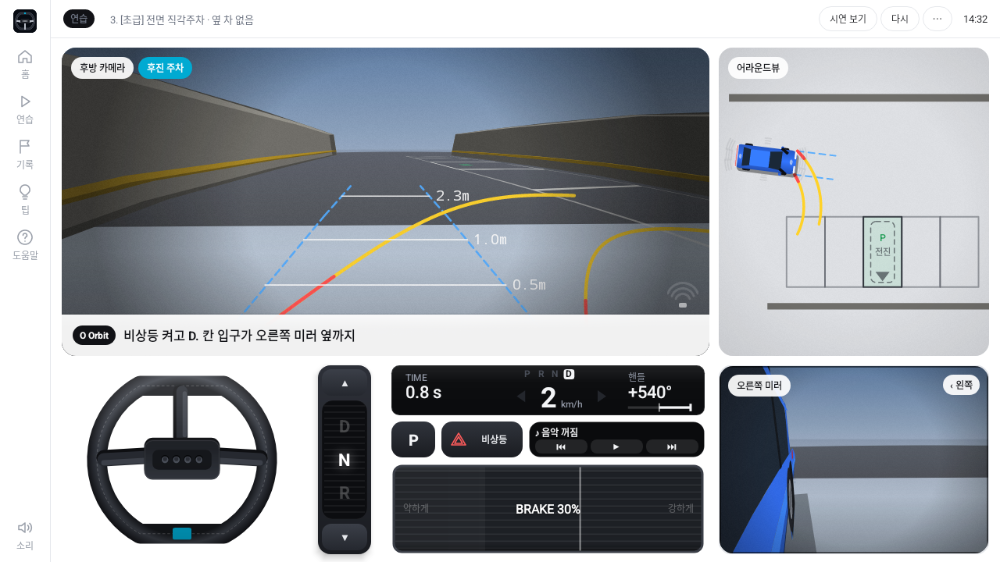 연습
3. [초급] 전면 직각주차 · 옆 차 없음
시연 보기
다시
14:32
홈
연습
기록
팁
도움말
소리
후방 카메라
후진 주차
2.3m
1.0m
0.5m
O Orbit
비상등 켜고 D. 칸 입구가 오른쪽 미러 옆까지
어라운드뷰
P
전진
▲
D
N
R
▼
TIME
0.8 s
P R N D
2 km/h
핸들
+540°
P
비상등
♪ 음악 꺼짐
약하게
BRAKE 30%
강하게
오른쪽 미러
‹ 왼쪽